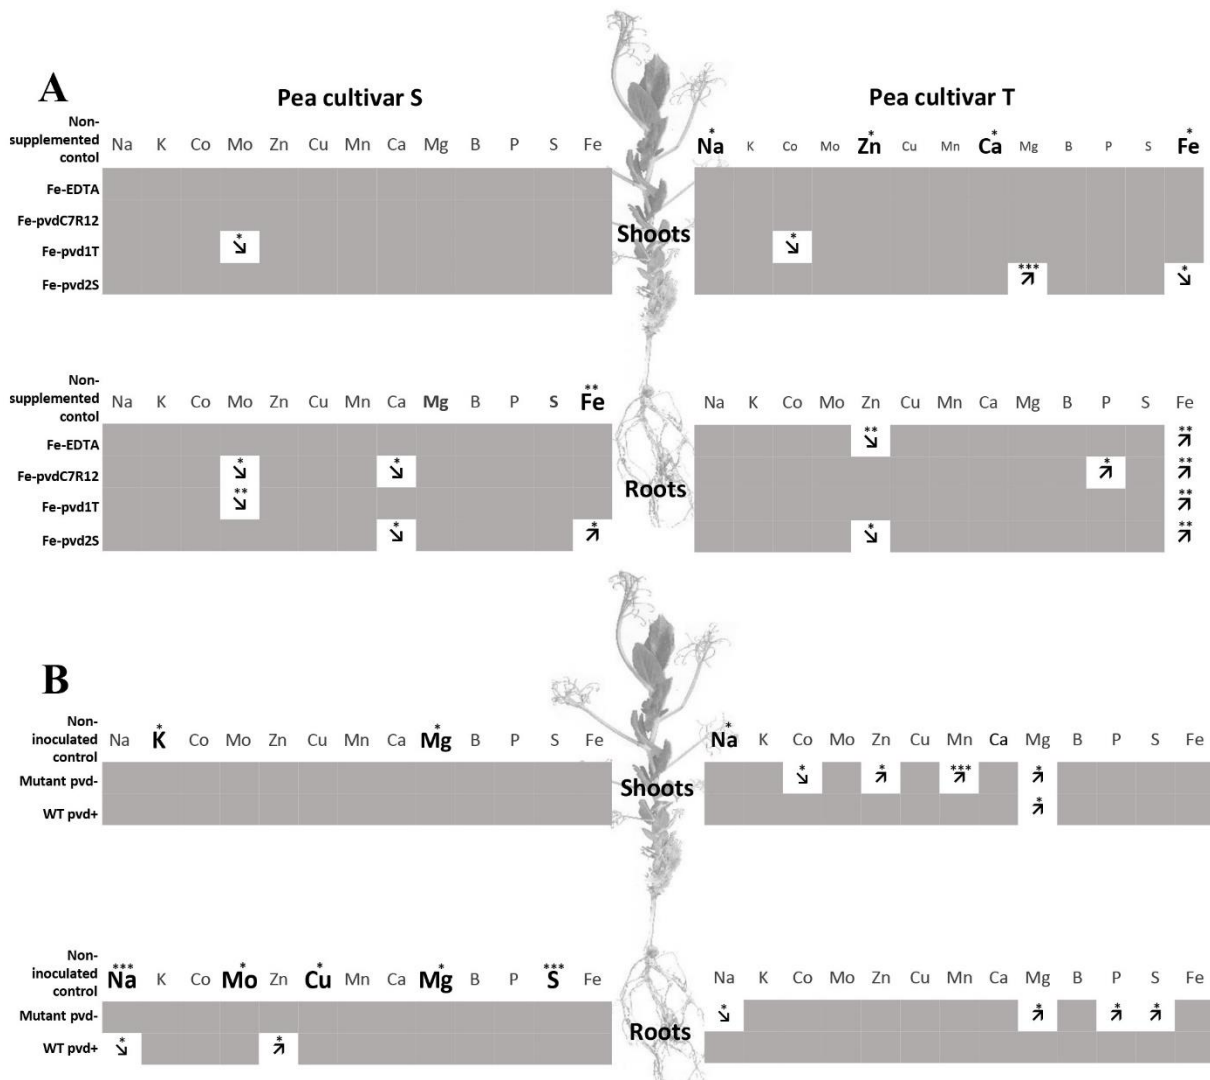 A
Pea cultivar S
Pea cultivar T
Non-
supplemented
contol
Na K Co Mo Zn Cu Mn Ca Mg B P S Fe
* * * *
Na K Co Mo Zn Cu Mn Ca Mg B P S Fe
Fe-EDTA
Fe-pvdC7R12
Shoots
Fe-pvd1T
* ↘
* ↘
Fe-pvd2S
*** ↗ * ↘
Non-
supplemented
contol
**
Na K Co Mo Zn Cu Mn Ca Mg B P S Fe
Na K Co Mo Zn Cu Mn Ca Mg B P S Fe
Fe-EDTA
** ↘ ** ↗
Fe-pvdC7R12
* ↘ * ↘
* ↗ ** ↗
Roots
Fe-pvd1T
** ↘
** ↗
Fe-pvd2S
* ↘ * ↗
* ↘ ** ↗
B
Non-
inoculated
control
* *
Na K Co Mo Zn Cu Mn Ca Mg B P S Fe
*
Na K Co Mo Zn Cu Mn Ca Mg B P S Fe
Mutant pvd-
* ↘ * ↗ *** ↗ * ↗
Shoots
WT pvd+
* ↗
Non-
inoculated
control
*** * * * ***
Na K Co Mo Zn Cu Mn Ca Mg B P S Fe
Na K Co Mo Zn Cu Mn Ca Mg B P S Fe
Mutant pvd-
* ↘ * ↗ * ↗ * ↗
Roots
WT pvd+
* ↘ * ↗